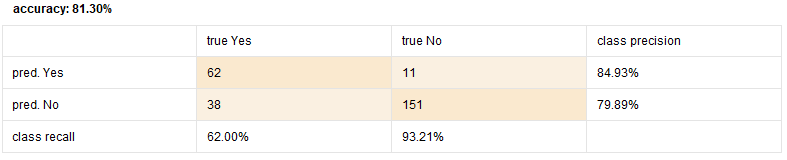 accuracy: 81.30%
true Yes true No class precision
pred. Yes 62 11 84.93%
pred. No 38 151 79.89%
class recall 62.00% 93.21%